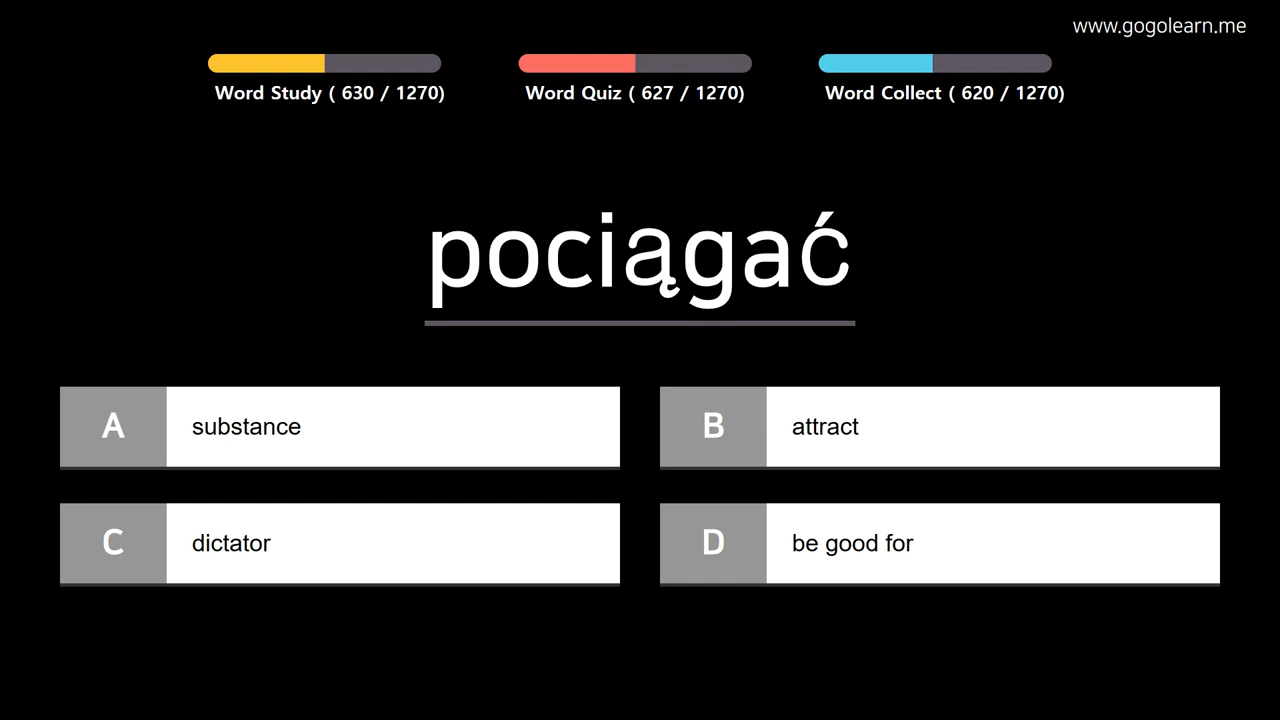 www.gogolearn.me
Word Study ( 630 / 1270)
Word Quiz ( 627 / 1270)
Word Collect ( 620 / 1270)
pociągać
A substance
B attract
C dictator
D be good for